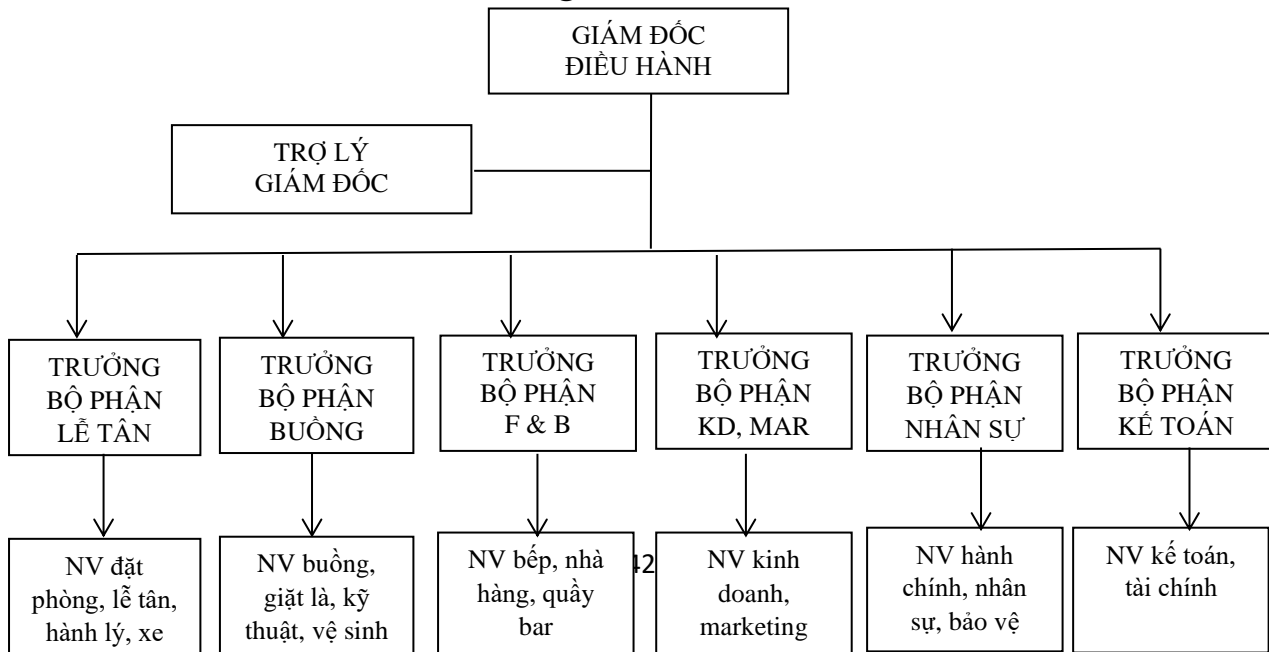 GIÁM ĐỐC
ĐIỀU HÀNH
TRỢ LÝ
GIÁM ĐỐC
TRƯỞNG
BỘ PHẬN
LỄ TÂN
TRƯỞNG
BỘ PHẬN
BUỒNG
TRƯỞNG
BỘ PHẬN
F & B
TRƯỞNG
BỘ PHẬN
KD, MAR
TRƯỞNG
BỘ PHẬN
NHÂN SỰ
TRƯỞNG
BỘ PHẬN
KẾ TOÁN
NV đặt
phòng, lễ tân,
hành lý, xe
NV buồng,
giặt là, kỹ
thuật, vệ sinh
NV bếp, nhà
hàng, quầy
bar
42
NV kinh
doanh,
marketing
NV hành
chính, nhân
sự, bảo vệ
NV kế toán,
tài chính